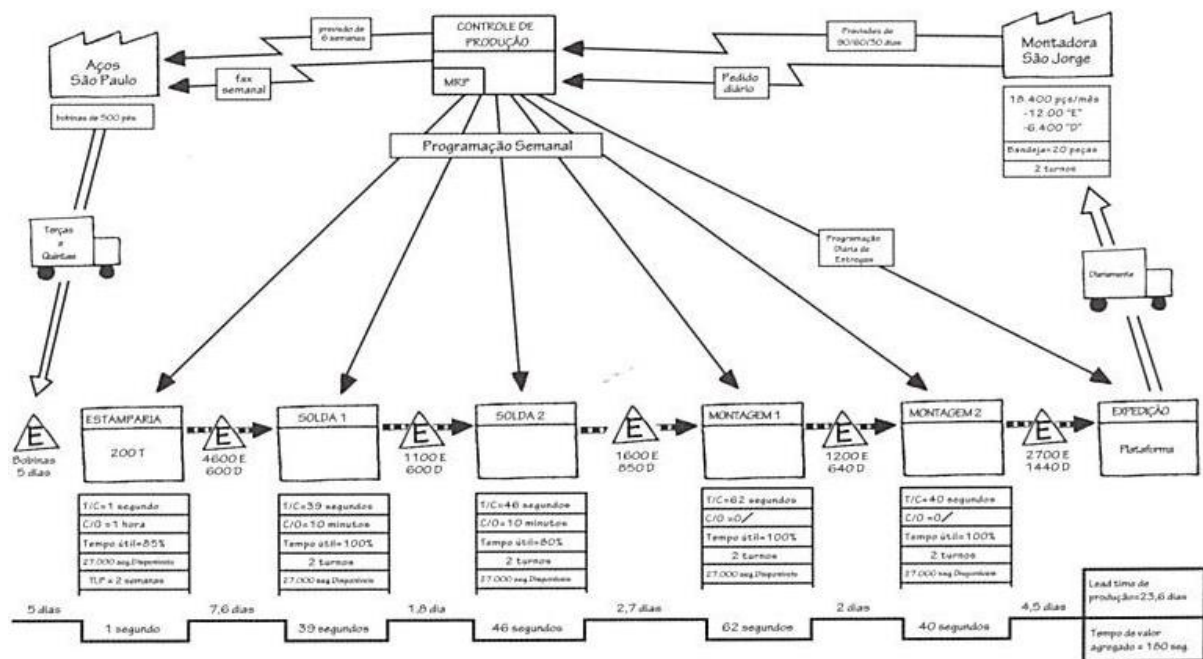 previsão de
6 semanas
CONTROLE DE
PRODUÇÃO
Previsões de
90/60/30 dias
Aços
São Paulo
Montadora
São Jorge
fax
semanal
MRP
Pedido
diário
bobinas de 500 pés
18.400 pçs/mês
-12.00 "E"
-6.400 "D"
Bandeja=20 peças
2 turnos
Programação Semanal
Terças
e
Quintas
Programação
Diária de
Entregas
Diariamente
E
Bobinas
5 dias
ESTAMPARIA
200 T
E
4600 E
600 D
SOLDA 1
E
1100 E
600 D
SOLDA 2
E
1600 E
850 D
MONTAGEM 1
E
1200 E
640 D
MONTAGEM 2
E
2700 E
1440 D
EXPEDIÇÃO
Plataforma
T/C=1 segundo
C/O=1 hora
Tempo útil=85%
27.000 seg.Disponíveis
TLP = 2 semanas
T/C=39 segundos
C/O=10 minutos
Tempo útil=100%
2 turnos
27.000 seg.Disponíveis
T/C=46 segundos
C/O=10 minutos
Tempo útil=80%
2 turnos
27.000 seg.Disponíveis
T/C=62 segundos
C/O =0/
Tempo útil=100%
2 turnos
27.000 seg.Disponíveis
T/C=40 segundos
C/O =0/
Tempo útil=100%
2 turnos
27.000 seg.Disponíveis
5 dias
7,6 dias
1,8 dia
2,7 dias
2 dias
4,5 dias
1 segundo
39 segundos
46 segundos
62 segundos
40 segundos
Lead time de
produção=23,6 dias
Tempo de valor
agregado = 180 seg.